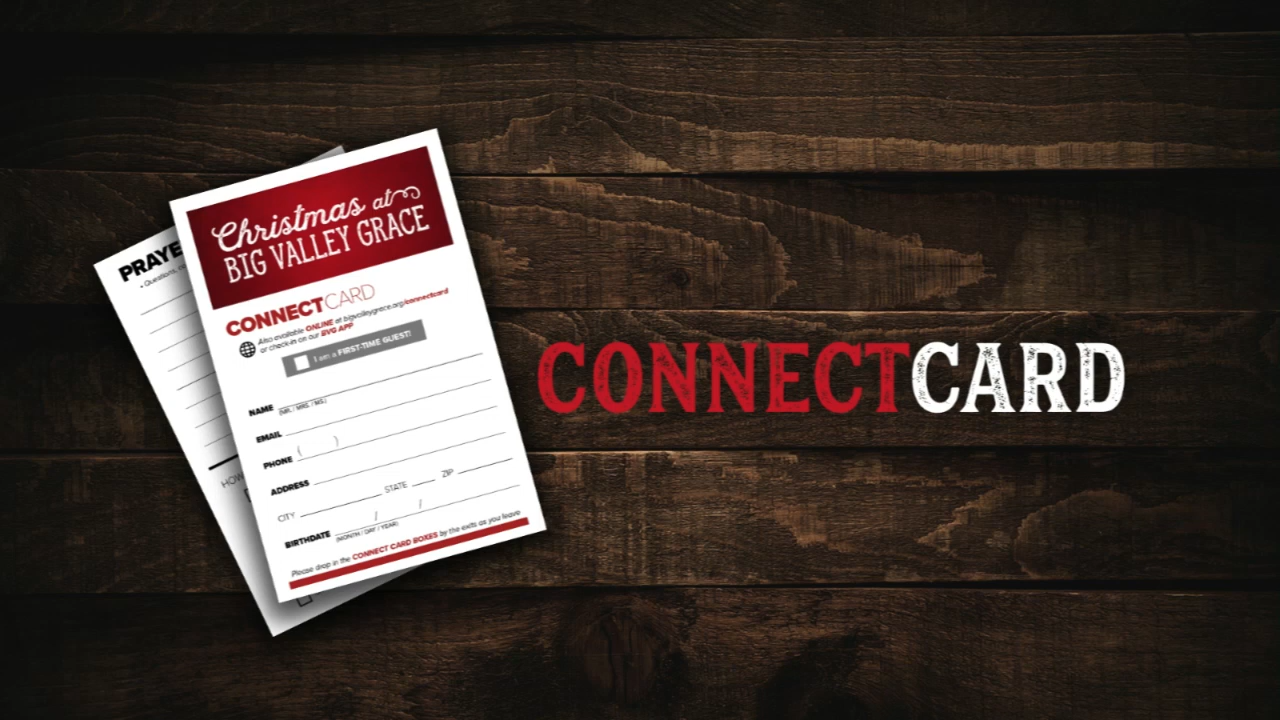 PRAYE
• Questions,
HOW
Christmas at
BIG VALLEY GRACE
CONNECTCARD
Also available ONLINE at bigvalleygrace.org/connectcard
or check-in on our BVG APP
I am a FIRST-TIME GUEST!
NAME
(MR. / MRS. / MS.)
EMAIL
PHONE ( )
ADDRESS
CITY STATE ZIP
BIRTHDATE / /
(MONTH / DAY / YEAR)
Please drop in the CONNECT CARD BOXES by the exits as you leave
CONNECTCARD